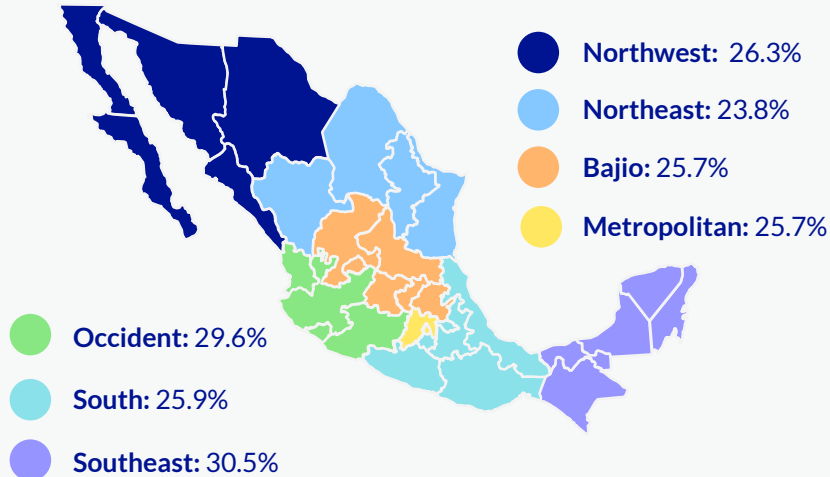 Northwest: 26.3%
Northeast: 23.8%
Bajio: 25.7%
Metropolitan: 25.7%
Occident: 29.6%
South: 25.9%
Southeast: 30.5%